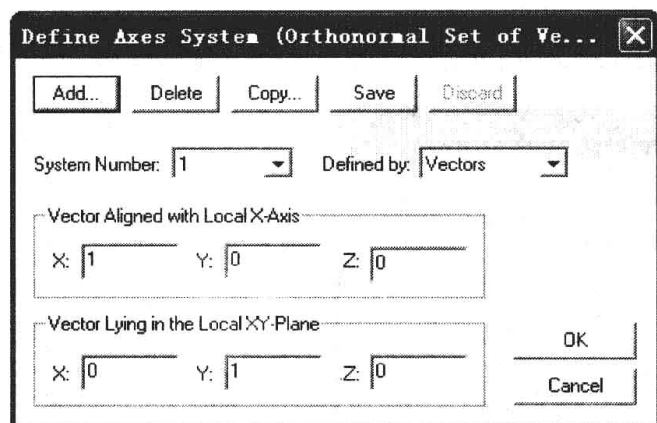 Define Axes System (Orthonormal Set of Ve...
Add... Delete Copy... Save Discard
System Number: 1 Defined by: Vectors
Vector Aligned with Local X-Axis
X: 1 Y: 0 Z: 0
Vector Lying in the Local XY-Plane
X: 0 Y: 1 Z: 0
OK
Cancel